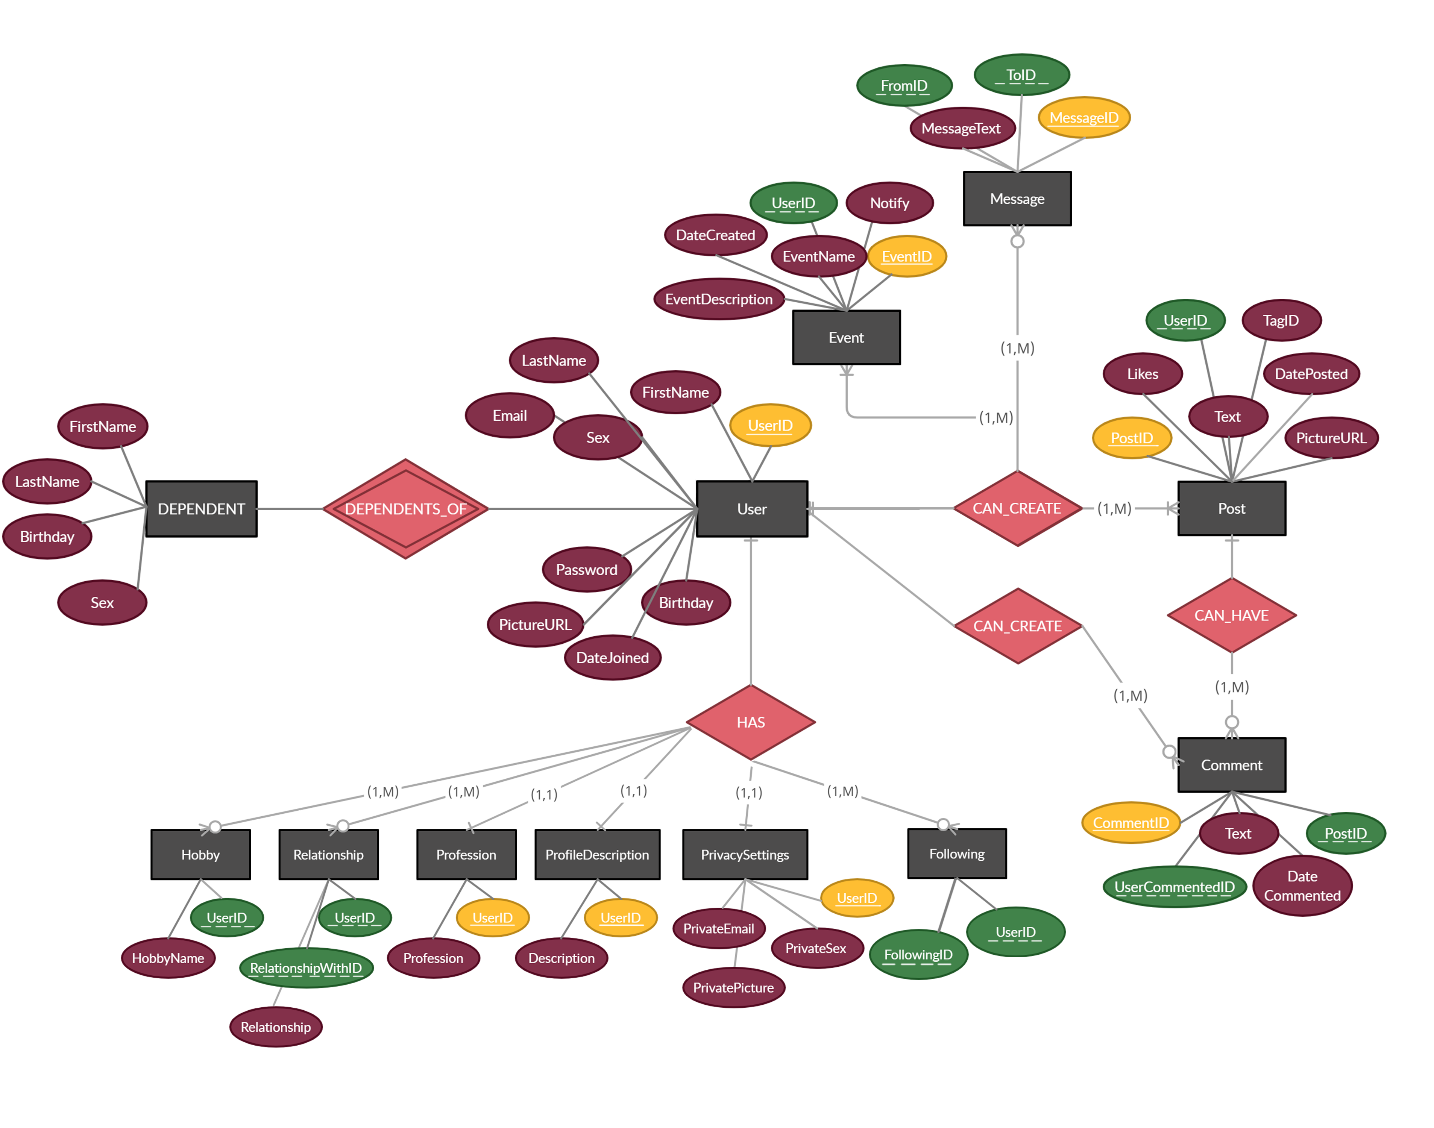 ToID
FromID
MessageID
MessageText
Message
UserID
Notify
DateCreated
EventName
EventID
EventDescription
Event
(1,M)
(1,M)
UserID
TagID
Likes
DatePosted
Text
PostID
PictureURL
LastName
FirstName
Email
Sex
UserID
FirstName
LastName
Birthday
Sex
DEPENDENT
DEPENDENTS_OF
User
CAN_CREATE
(1,M)
Post
Password
Birthday
PictureURL
DateJoined
CAN_CREATE
CAN_HAVE
(1,M)
(1,M)
HAS
Comment
(1,M)
(1,M)
(1,1)
(1,1)
(1,1)
(1,M)
CommentID
Text
PostID
UserCommentedID
Date
Commented
Hobby
Relationship
Profession
ProfileDescription
PrivacySettings
Following
UserID
HobbyName
UserID
RelationshipWithID
Relationship
UserID
Profession
UserID
Description
UserID
PrivateEmail
PrivateSex
PrivatePicture
UserID
FollowingID